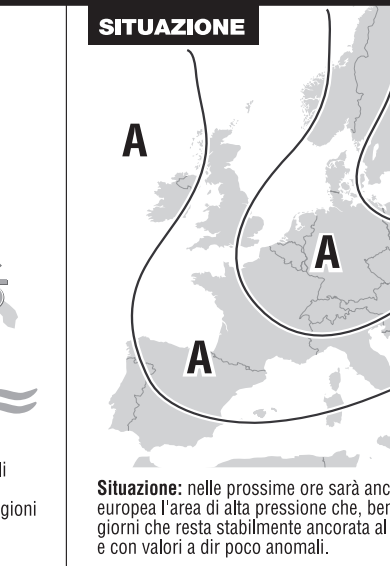 SITUAZIONE
A
A
A
li
gioni
Situazione: nelle prossime ore sarà anc
europea l'area di alta pressione che, ben
giorni che resta stabilmente ancorata al
e con valori a dir poco anomali.